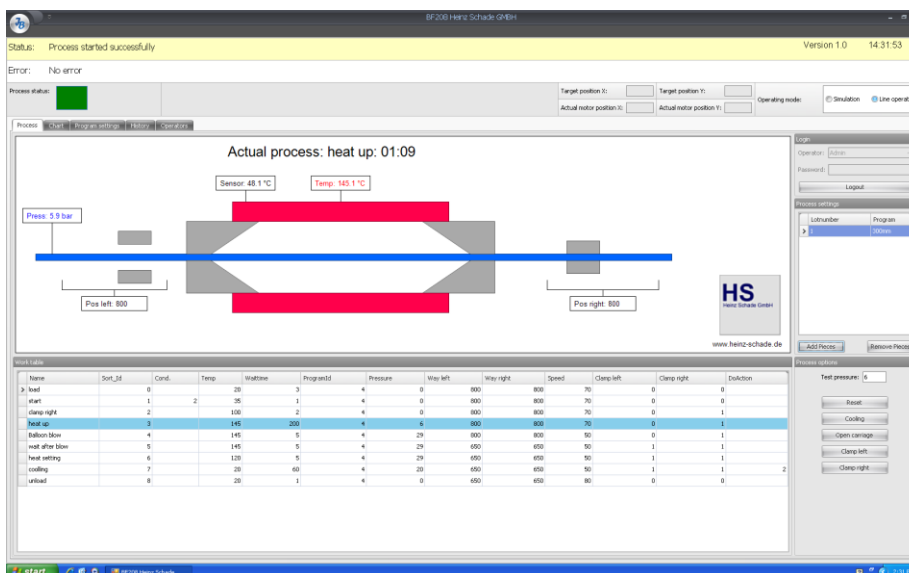 BF20B Heinz Schade GMBH
Status: Process started successfully Version 1.0 14:31:53
Error: No error
Process status: Target position X: Target position Y: Operating mode: Simulation Line operat
Actual motor position X: Actual motor position Y:
Process Chart Program settings History Operators
Actual process: heat up: 01:09
Sensor: 48.1 °C Temp: 145.1 °C
Press: 5.9 bar
Pos left: 800 Pos right: 800
HS
Heinz Schade GmbH
www.heinz-schade.de
Login
Operator: Admin
Password:
Logout
Process settings
Lotnumber Program
300mm
Add Pieces Remove Pieces
Work table
Name Sort_Id Cond. Temp Waittime ProgramId Pressure Way left Way right Speed Clamp left Clamp right DoAction
load 0 20 3 4 0 800 800 70 0 0
start 1 2 35 1 4 0 800 800 70 0 0
clamp right 2 100 2 4 0 800 800 70 0 1
heat up 3 145 200 4 6 800 800 70 0 1
Balloon blow 4 145 5 4 29 800 800 50 0 1
wait after blow 5 145 5 4 29 650 650 50 1 1
heat setting 6 120 5 4 29 650 650 50 1 1
cooling 7 20 60 4 20 650 650 50 1 1 2
unload 8 20 1 4 0 650 650 80 0 0
Process options
Test pressure: 6
Reset
Cooling
Open carriage
Clamp left
Clamp right
start BF20B Heinz Schade